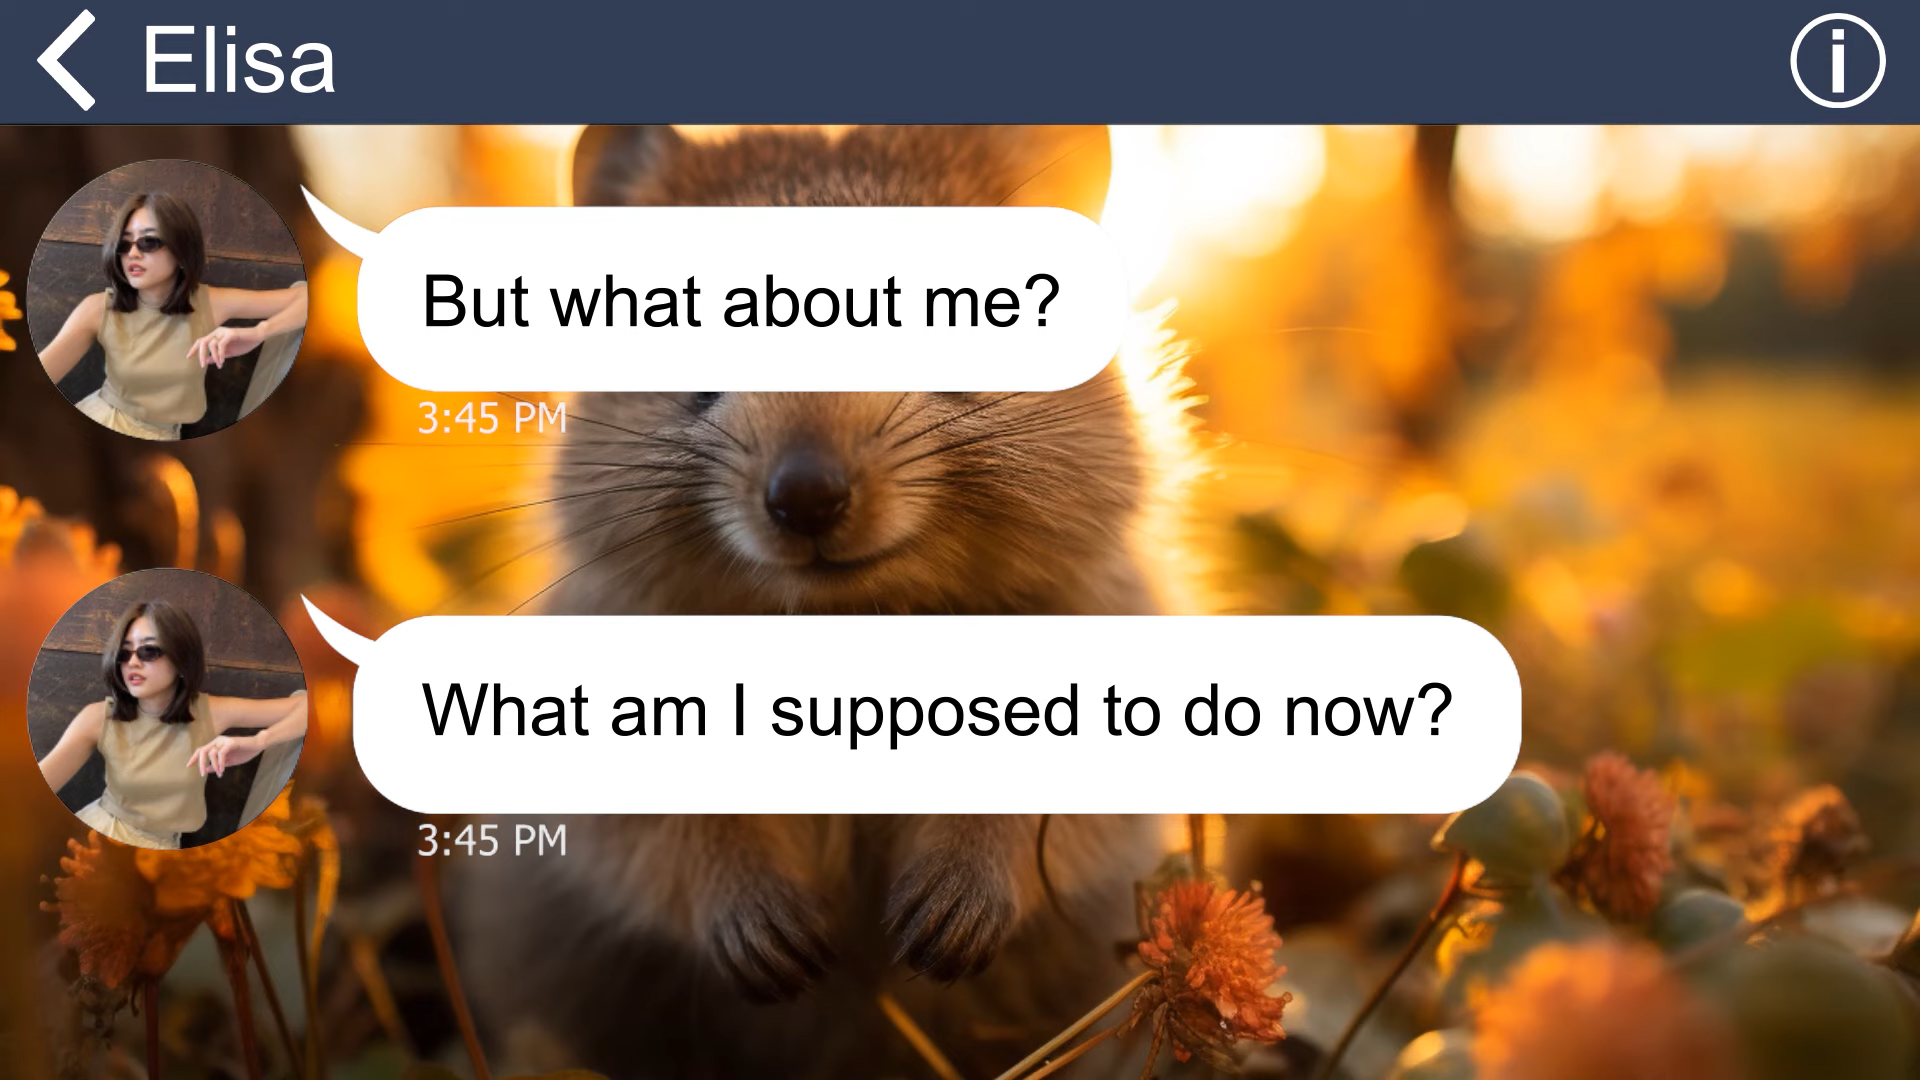 Elisa
But what about me?
3:45 PM
What am I supposed to do now?
3:45 PM